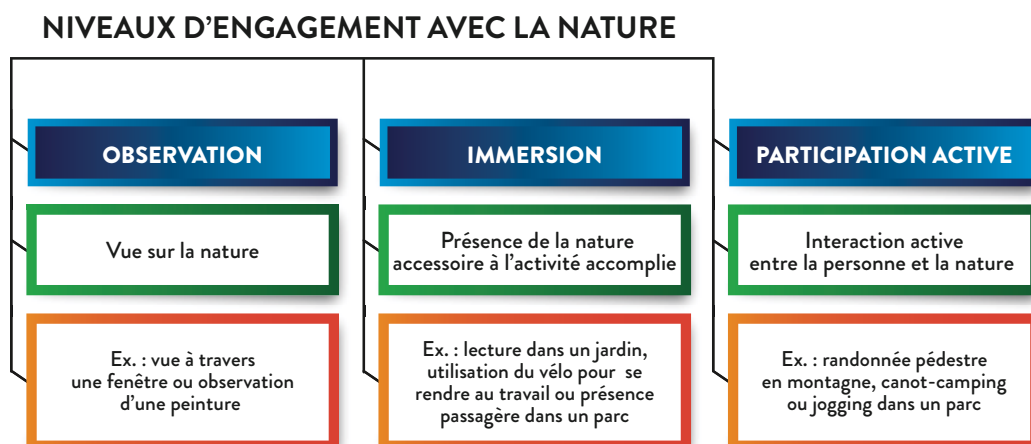 NIVEAUX D'ENGAGEMENT AVEC LA NATURE
OBSERVATION
Vue sur la nature
Ex. : vue à travers
une fenêtre ou observation
d'une peinture
IMMERSION
Présence de la nature
accessoire à l'activité accomplie
Ex. : lecture dans un jardin,
utilisation du vélo pour se
rendre au travail ou présence
passagère dans un parc
PARTICIPATION ACTIVE
Interaction active
entre la personne et la nature
Ex. : randonnée pédestre
en montagne, canot-camping
ou jogging dans un parc